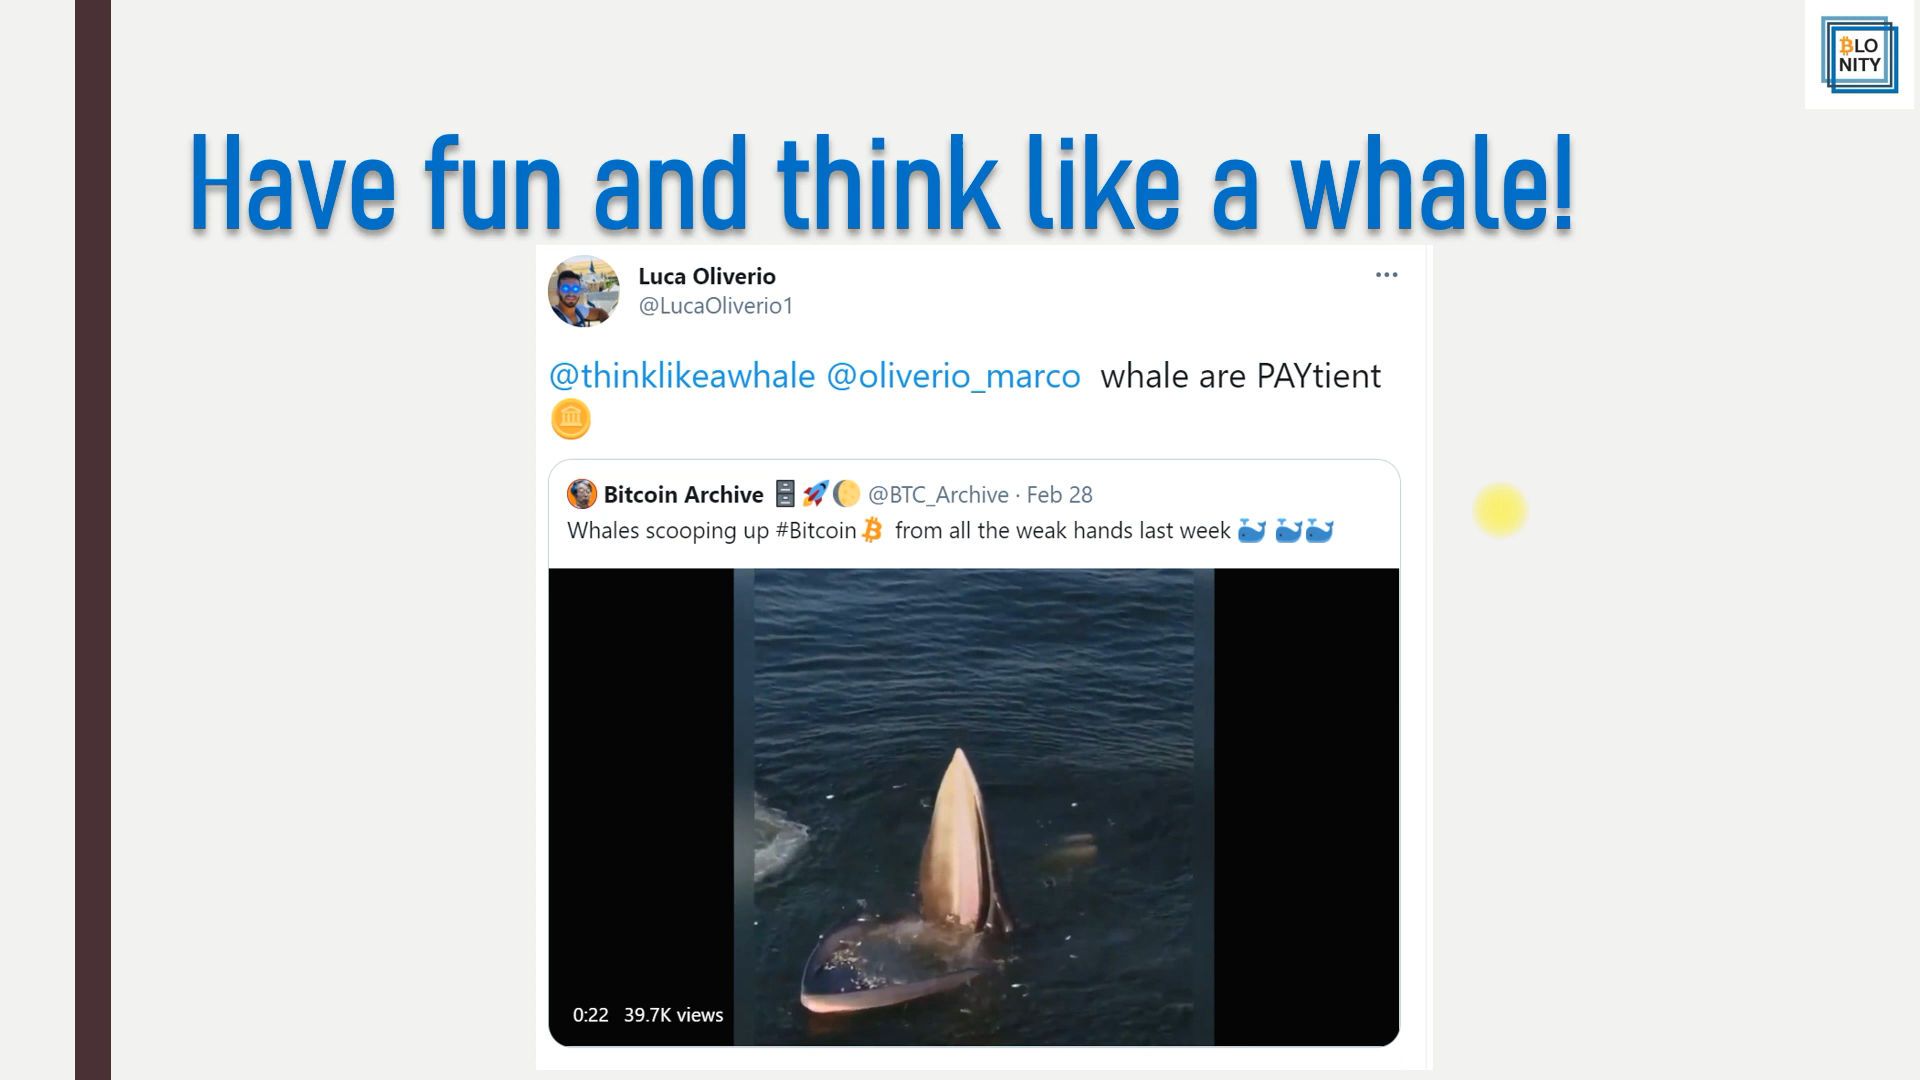 ₿LO
NITY
Have fun and think like a whale!
Luca Oliverio
@LucaOliverio1
@thinklikeawhale @oliverio_marco whale are PAYtient
Bitcoin Archive 🗄️🚀🌔 @BTC_Archive · Feb 28
Whales scooping up #Bitcoin₿ from all the weak hands last week 🐳 🐳🐳
0:22 39.7K views